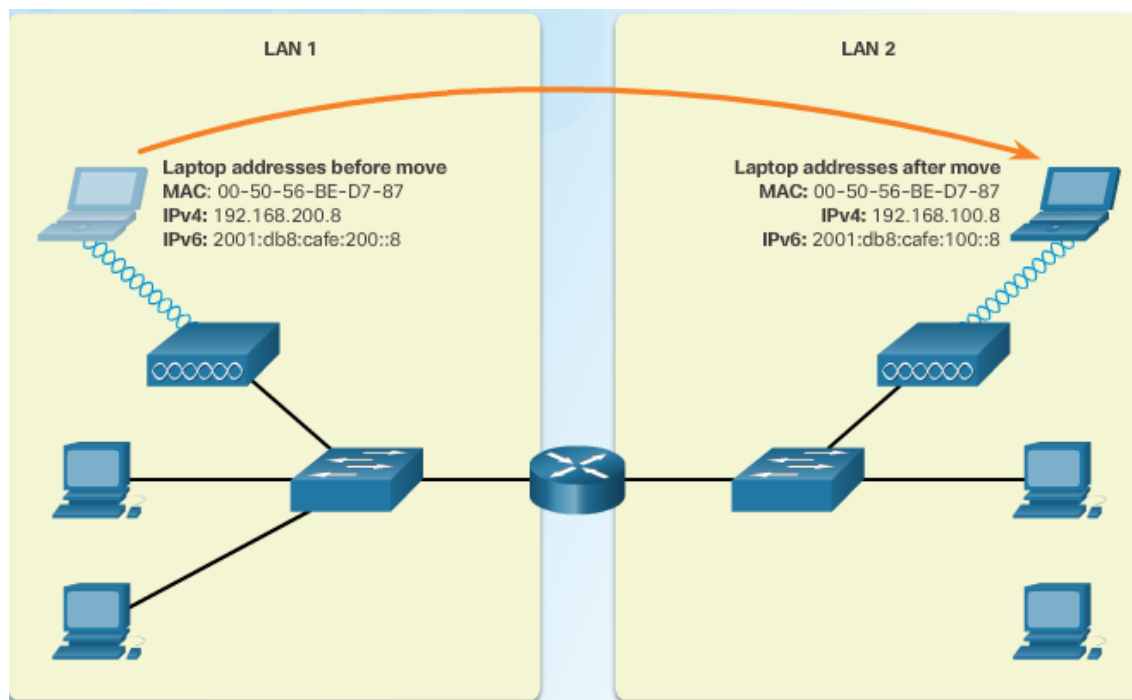 LAN 1
LAN 2
Laptop addresses before move
MAC: 00-50-56-BE-D7-87
IPv4: 192.168.200.8
IPv6: 2001:db8:cafe:200::8
Laptop addresses after move
MAC: 00-50-56-BE-D7-87
IPv4: 192.168.100.8
IPv6: 2001:db8:cafe:100::8